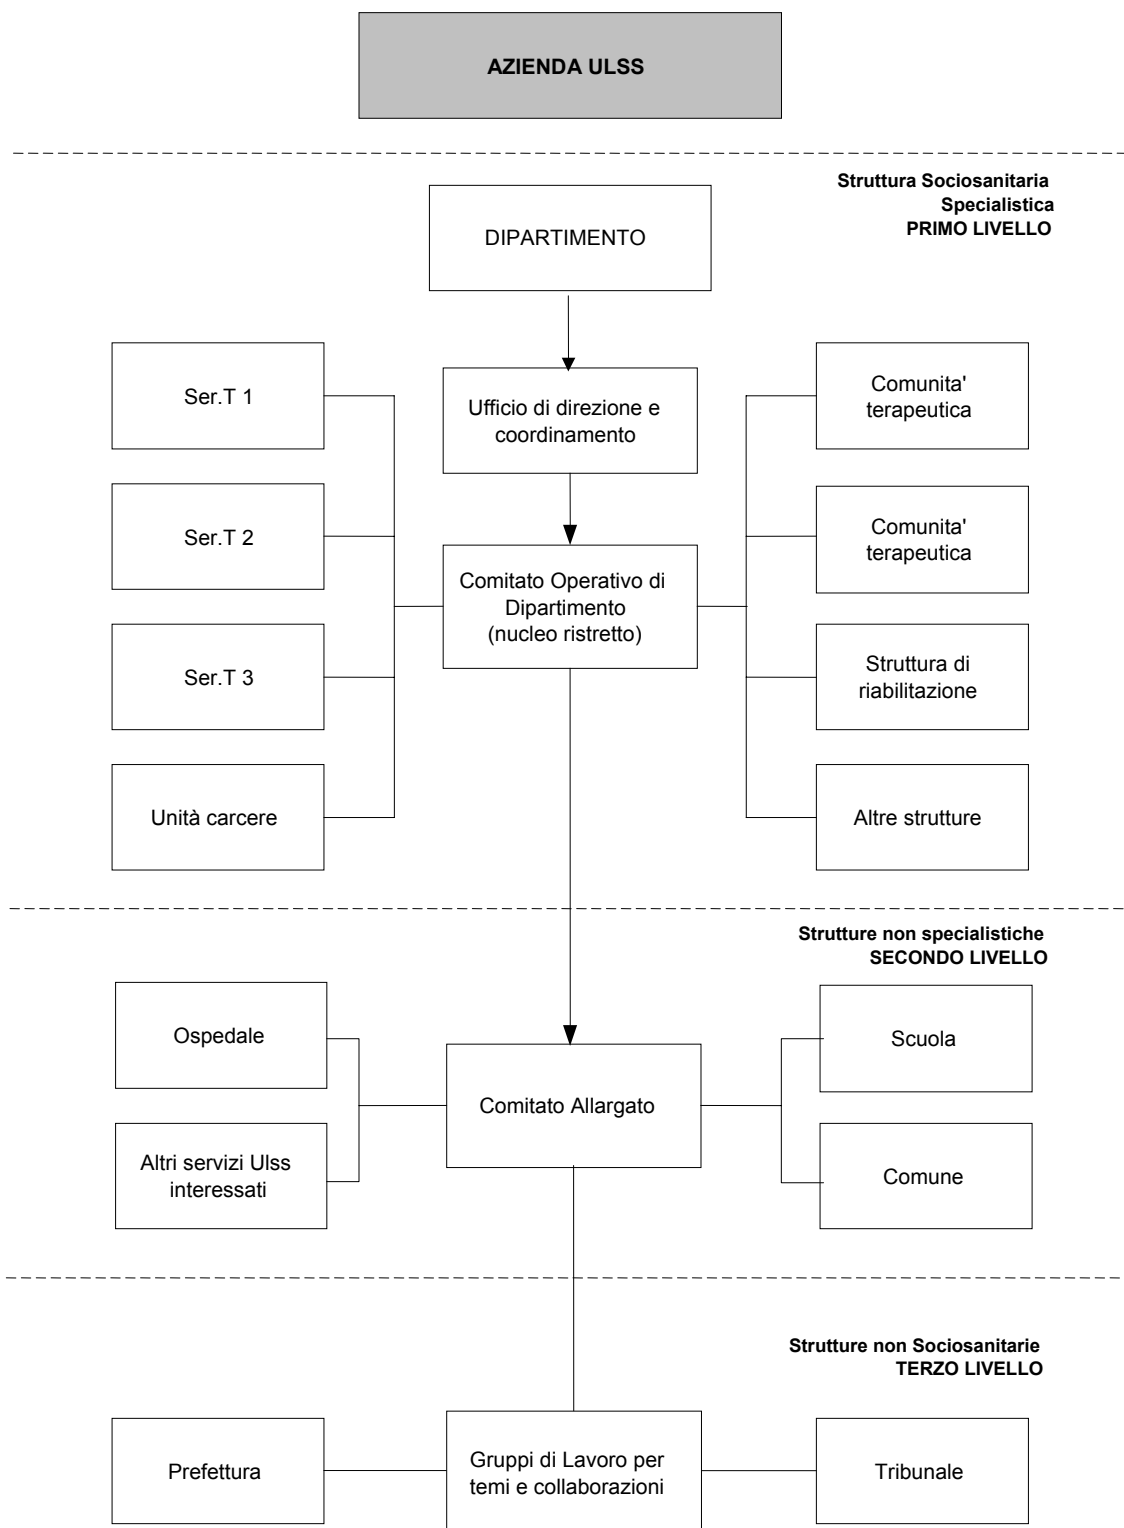 AZIENDA ULSS
Struttura Sociosanitaria
Specialistica
PRIMO LIVELLO
DIPARTIMENTO
Ser.T 1
Ufficio di direzione e
coordinamento
Comunita'
terapeutica
Ser.T 2
Comunita'
terapeutica
Comitato Operativo di
Dipartimento
(nucleo ristretto)
Ser.T 3
Struttura di
riabilitazione
Unità carcere
Altre strutture
Strutture non specialistiche
SECONDO LIVELLO
Ospedale
Scuola
Comitato Allargato
Altri servizi Ulss
interessati
Comune
Strutture non Sociosanitarie
TERZO LIVELLO
Prefettura
Gruppi di Lavoro per
temi e collaborazioni
Tribunale